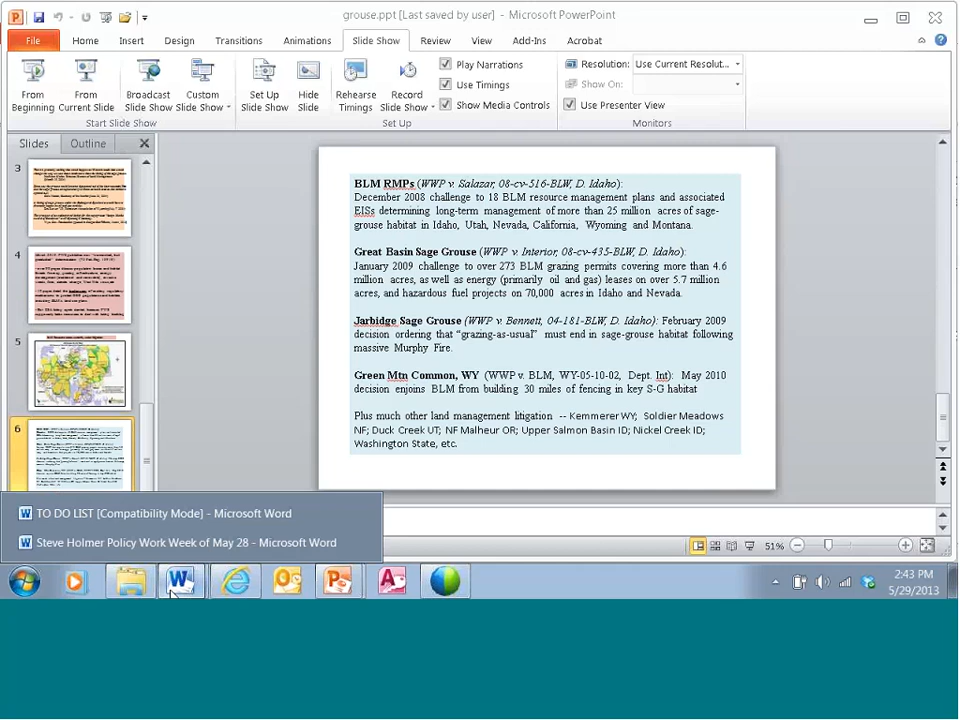 grouse.ppt [Last saved by user] - Microsoft PowerPoint
File Home Insert Design Transitions Animations Slide Show Review View Add-Ins Acrobat
From Beginning
From Current Slide
Broadcast Slide Show
Custom Slide Show
Set Up Slide Show
Hide Slide
Rehearse Timings
Record Slide Show
Play Narrations
Use Timings
Show Media Controls
Resolution: Use Current Resolut...
Show On:
Use Presenter View
Start Slide Show
Set Up
Monitors
Slides Outline
3
4
5
6
BLM RMPs (WWP v. Salazar, 08-cv-516-BLW, D. Idaho):
December 2008 challenge to 18 BLM resource management plans and associated
EISs determining long-term management of more than 25 million acres of sage-
grouse habitat in Idaho, Utah, Nevada, California, Wyoming and Montana.
Great Basin Sage Grouse (WWP v. Interior, 08-cv-435-BLW, D. Idaho):
January 2009 challenge to over 273 BLM grazing permits covering more than 4.6
million acres, as well as energy (primarily oil and gas) leases on over 5.7 million
acres, and hazardous fuel projects on 70,000 acres in Idaho and Nevada.
Jarbidge Sage Grouse (WWP v. Bennett, 04-181-BLW, D. Idaho): February 2009
decision ordering that "grazing-as-usual" must end in sage-grouse habitat following
massive Murphy Fire.
Green Mtn Common, WY (WWP v. BLM, WY-05-10-02, Dept. Int): May 2010
decision enjoins BLM from building 30 miles of fencing in key S-G habitat
Plus much other land management litigation -- Kemmerer WY; Soldier Meadows
NF; Duck Creek UT; NF Malheur OR; Upper Salmon Basin ID; Nickel Creek ID;
Washington State, etc.
TO DO LIST [Compatibility Mode] - Microsoft Word
Steve Holmer Policy Work Week of May 28 - Microsoft Word
51%
2:43 PM
5/29/2013